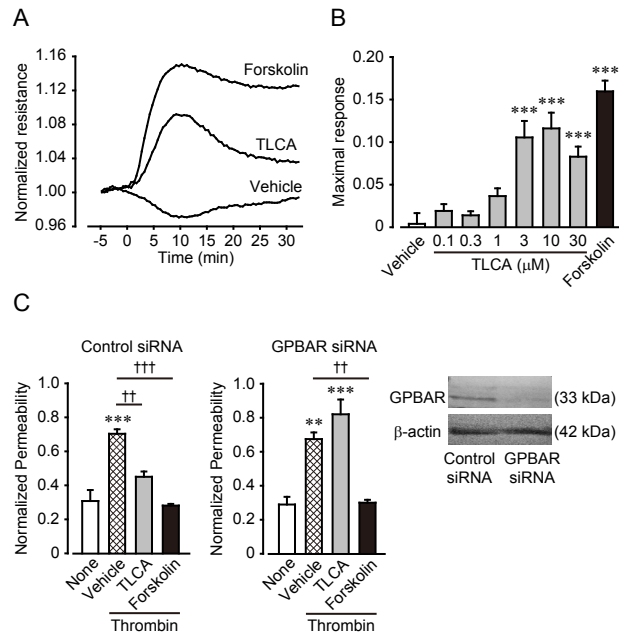 A
Normalized resistance
1.16
1.12
1.08
1.04
1.00
0.96
Forskolin
TLCA
Vehicle
-5 0 5 10 15 20 25 30
Time (min)
B
Maximal response
0.20
0.15
0.10
0.05
0
***
***
***
***
Vehicle
0.1 0.3 1 3 10 30
TLCA (μM)
Forskolin
C
Control siRNA
Normalized Permeability
1.0
0.8
0.6
0.4
0.2
0
†††
††
***
None
Vehicle
TLCA
Forskolin
Thrombin
GPBAR siRNA
Normalized Permeability
1.0
0.8
0.6
0.4
0.2
0
††
**
***
None
Vehicle
TLCA
Forskolin
Thrombin
GPBAR (33 kDa)
β-actin (42 kDa)
Control GPBAR
siRNA siRNA